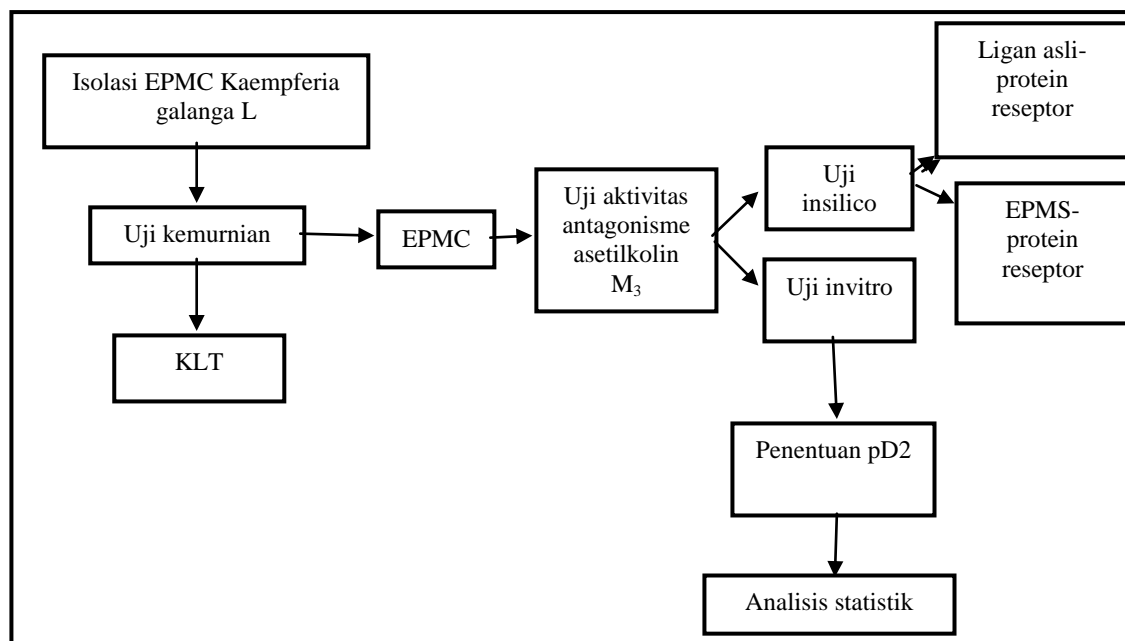 Isolasi EPMC Kaempferia
galanga L
Uji kemurnian
KLT
EPMC
Uji aktivitas
antagonisme
asetilkolin
M₃
Uji
insilico
Ligan asli-
protein
reseptor
EPMS-
protein
reseptor
Uji invitro
Penentuan pD2
Analisis statistik